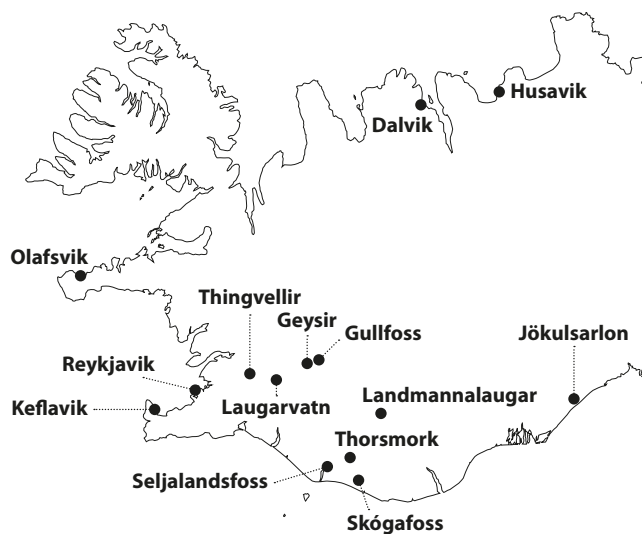 Husavik
Dalvik
Olafsvik
Thingvellir
Geysir
Gullfoss
Jökulsarlon
Reykjavik
Landmannalaugar
Keflavik
Laugarvatn
Thorsmork
Seljalandsfoss
Skógafoss